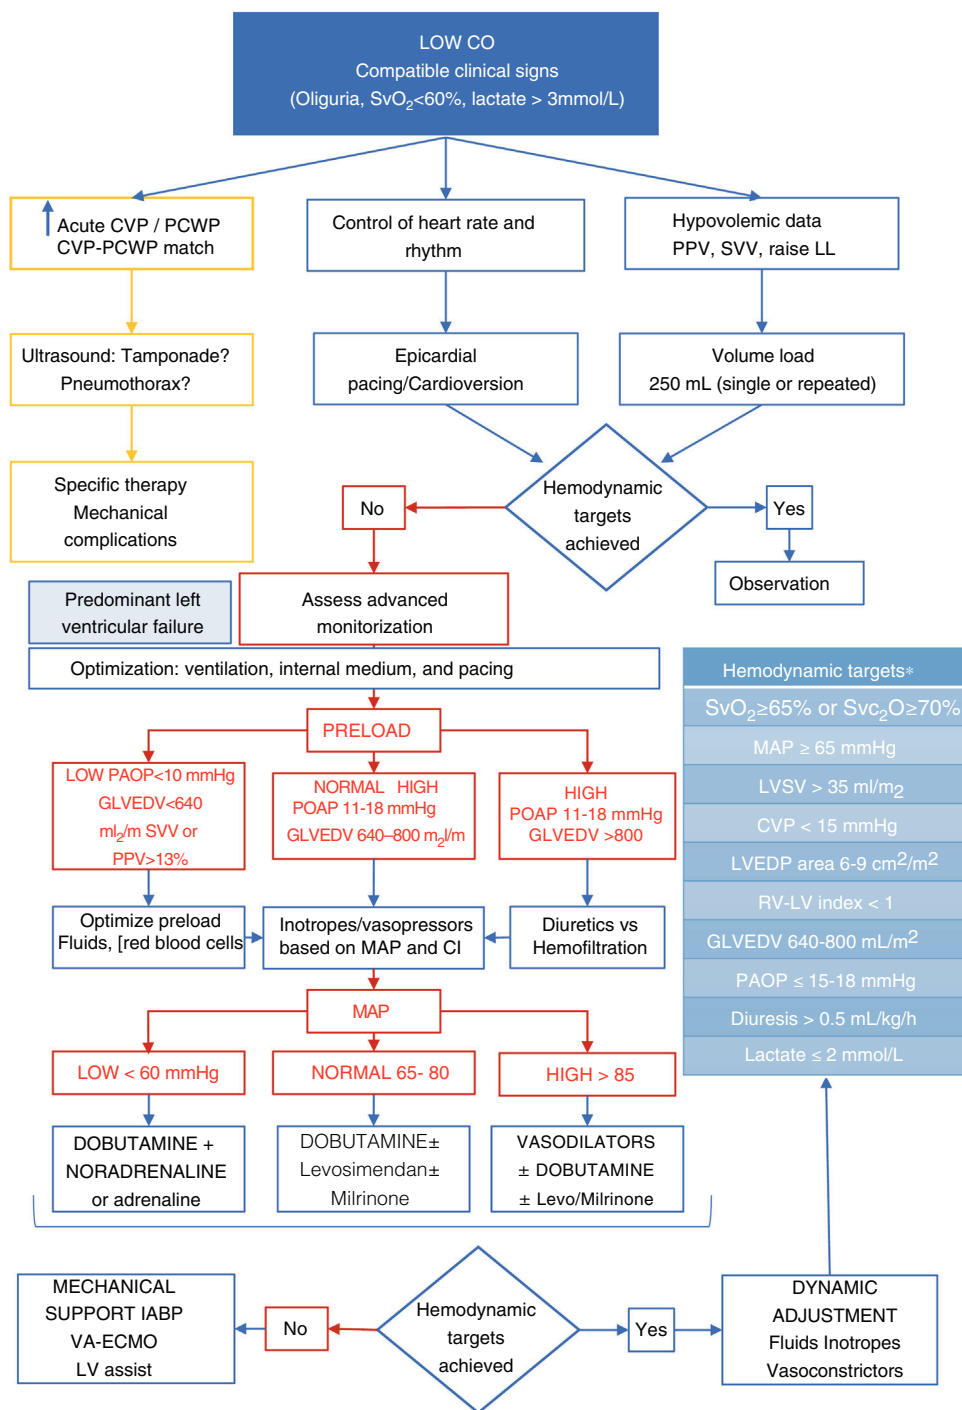 LOW CO
Compatible clinical signs
(Oliguria, SvO₂<60%, lactate > 3mmol/L)
Acute CVP / PCWP
CVP-PCWP match
Control of heart rate and
rhythm
Hypovolemic data
PPV, SVV, raise LL
Ultrasound: Tamponade?
Pneumothorax?
Epicardial
pacing/Cardioversion
Volume load
250 mL (single or repeated)
Specific therapy
Mechanical
complications
Hemodynamic
targets
achieved
No
Yes
Observation
Predominant left
ventricular failure
Assess advanced
monitorization
Optimization: ventilation, internal medium, and pacing
PRELOAD
LOW PAOP<10 mmHg
GLVEDV<640
ml₂/m SVV or
PPV>13%
NORMAL HIGH
POAP 11-18 mmHg
GLVEDV 640–800 m₂l/m
HIGH
POAP 11-18 mmHg
GLVEDV >800
Optimize preload
Fluids, [red blood cells
Inotropes/vasopressors
based on MAP and CI
Diuretics vs
Hemofiltration
MAP
LOW < 60 mmHg
NORMAL 65- 80
HIGH > 85
DOBUTAMINE +
NORADRENALINE
or adrenaline
DOBUTAMINE±
Levosimendan±
Milrinone
VASODILATORS
± DOBUTAMINE
± Levo/Milrinone
Hemodynamic targets*
SvO₂≥65% or Svc₂O≥70%
MAP ≥ 65 mmHg
LVSV > 35 ml/m₂
CVP < 15 mmHg
LVEDP area 6-9 cm²/m²
RV-LV index < 1
GLVEDV 640-800 mL/m²
PAOP ≤ 15-18 mmHg
Diuresis > 0.5 mL/kg/h
Lactate ≤ 2 mmol/L
MECHANICAL
SUPPORT IABP
VA-ECMO
LV assist
No
Hemodynamic
targets
achieved
Yes
DYNAMIC
ADJUSTMENT
Fluids Inotropes
Vasoconstrictors